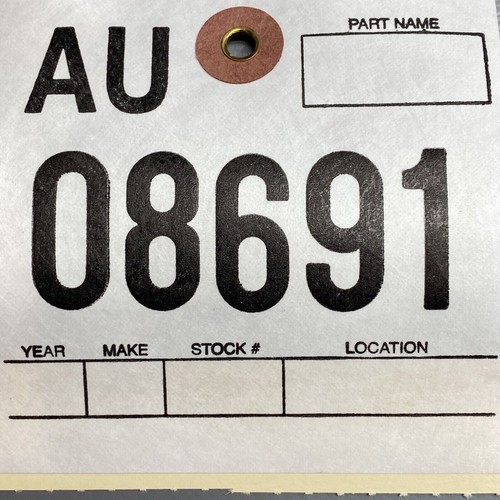 AU
PART NAME
08691
YEAR MAKE STOCK # LOCATION